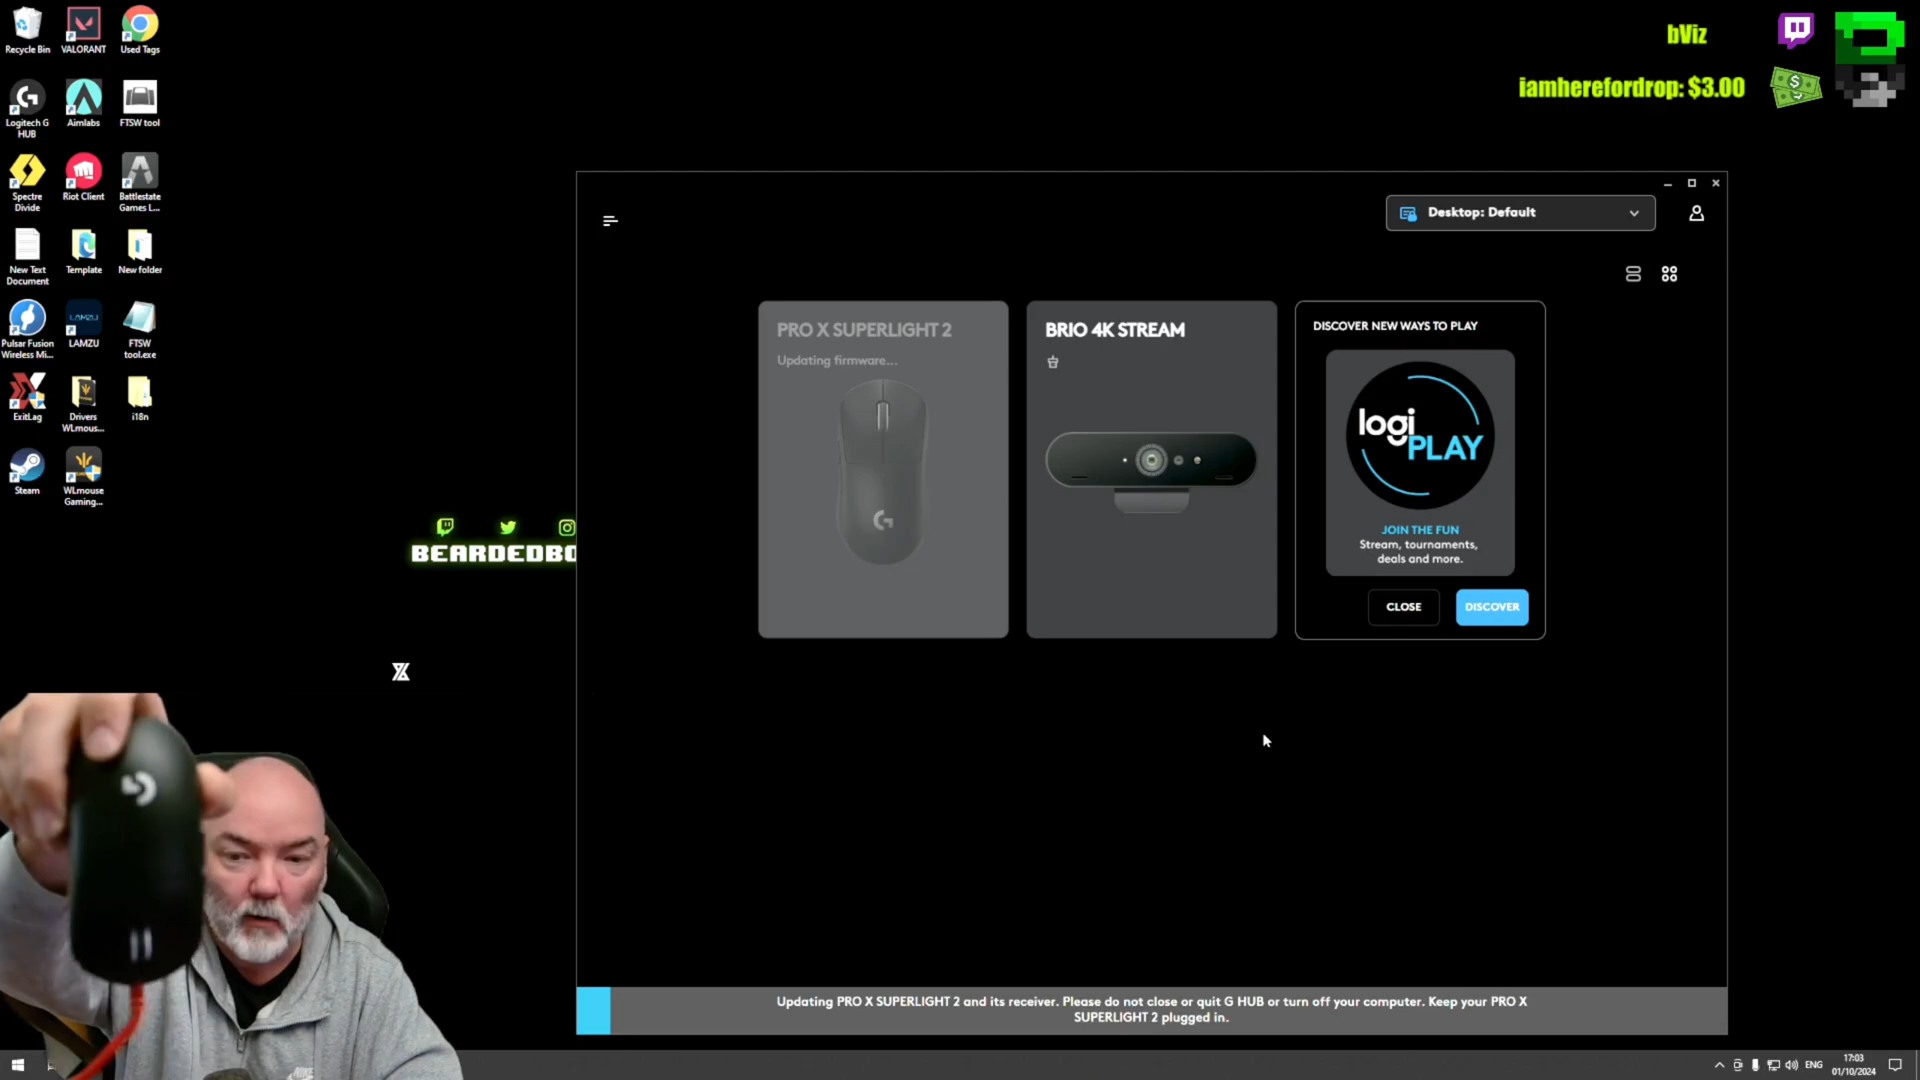 Recycle Bin
VALORANT
Used Tags
Logitech G HUB
Aimlabs
FTSW tool
Spectre Divide
Riot Client
Battlestate Games L...
New Text Document
Template
New folder
Pulsar Fusion Wireless Mi...
LAMZU
LAMZU
FTSW tool.exe
ExitLag
Drivers WLmous...
i18n
Steam
WLmouse Gaming...
BEARDEDBO
bViz
iamherefordrop: $3.00
Desktop: Default
PRO X SUPERLIGHT 2
Updating firmware...
BRIO 4K STREAM
DISCOVER NEW WAYS TO PLAY
logi
PLAY
JOIN THE FUN
Stream, tournaments,
deals and more.
CLOSE
DISCOVER
Updating PRO X SUPERLIGHT 2 and its receiver. Please do not close or quit G HUB or turn off your computer. Keep your PRO X
SUPERLIGHT 2 plugged in.
ENG
17:03
01/10/2024